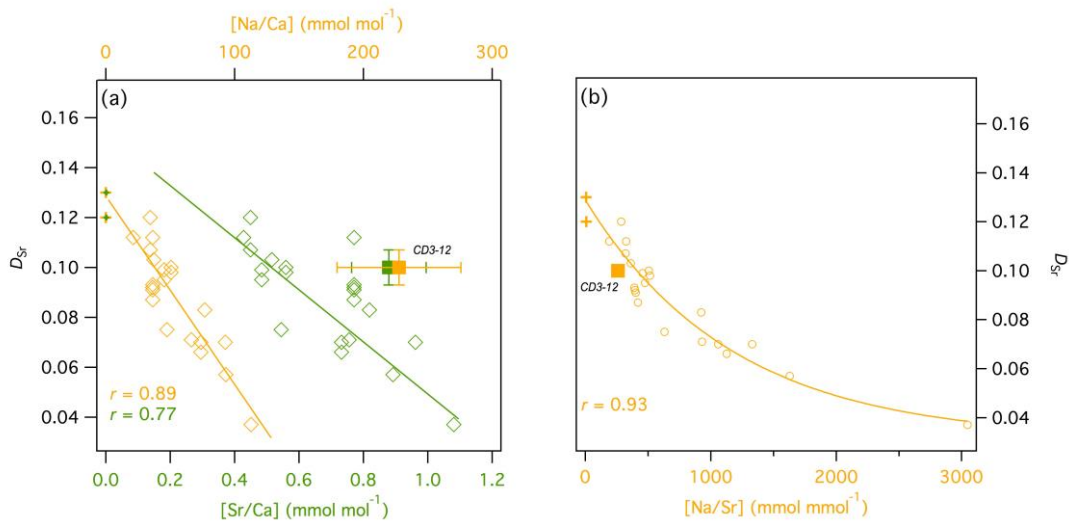 [Na/Ca] (mmol mol⁻¹)
0 100 200 300
(a)
0.16
0.14
0.12
0.10
0.08
0.06
0.04
D_Sr
CD3-12
r = 0.89
r = 0.77
0.0 0.2 0.4 0.6 0.8 1.0 1.2
[Sr/Ca] (mmol mol⁻¹)
(b)
0.16
0.14
0.12
0.10
0.08
0.06
0.04
D_Sr
CD3-12
r = 0.93
0 1000 2000 3000
[Na/Sr] (mmol mmol⁻¹)